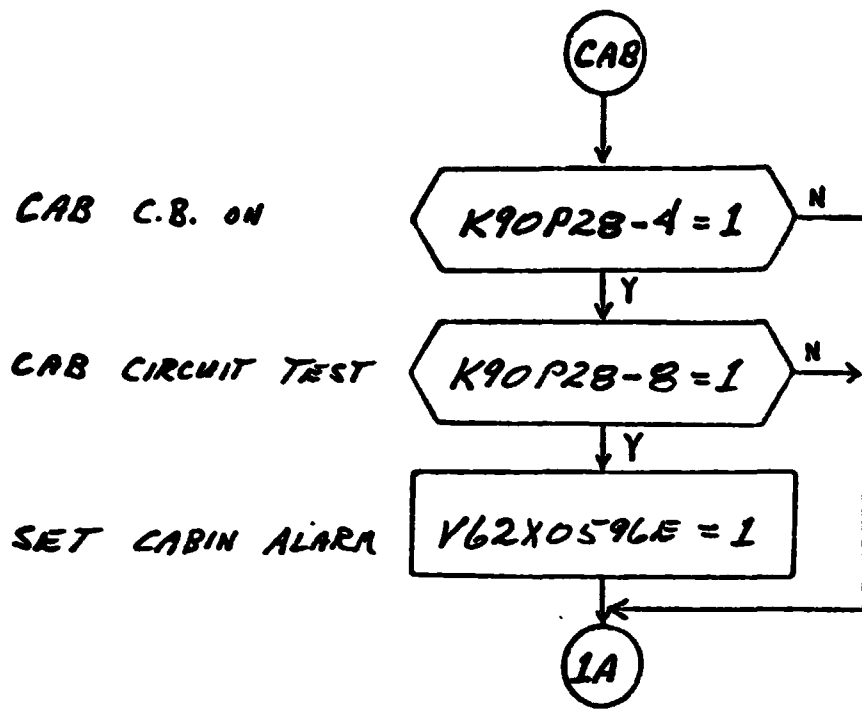 CAB
CAB C.B. ON
K90P28-4 = 1
N
Y
CAB CIRCUIT TEST
K90P28-8 = 1
N
Y
SET CABIN ALARM
V62X0596E = 1
1A